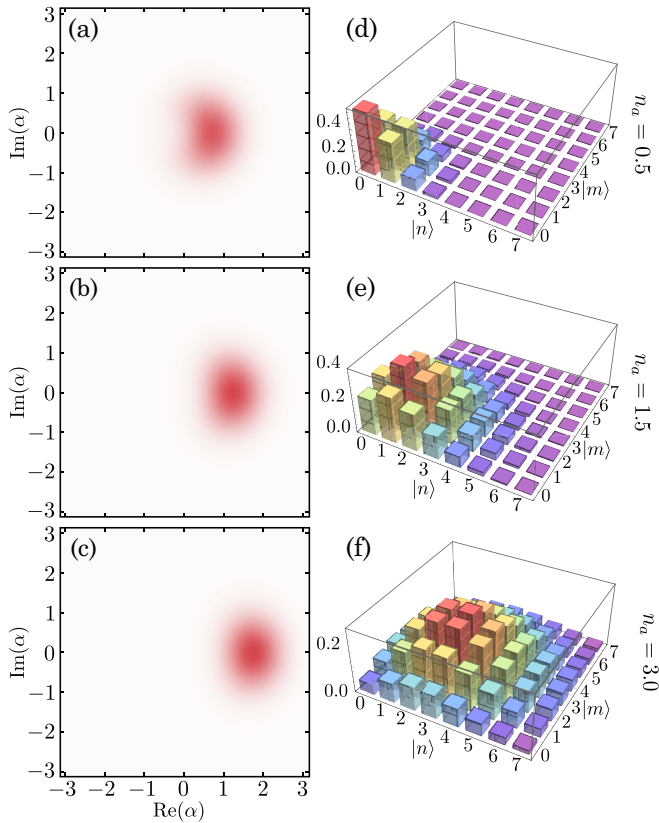 (a)
3
2
1
0
−1
−2
−3
Im(α)
(d)
0.4
0.2
0.0
0 1 2 3 4 5 6 7
|n⟩
0 1 2 3 4 5 6 7
|m⟩
n_a = 0.5
(b)
3
2
1
0
−1
−2
−3
Im(α)
(e)
0.4
0.2
0.0
0 1 2 3 4 5 6 7
|n⟩
0 1 2 3 4 5 6 7
|m⟩
n_a = 1.5
(c)
3
2
1
0
−1
−2
−3
Im(α)
−3 −2 −1 0 1 2 3
Re(α)
(f)
0.2
0.0
0 1 2 3 4 5 6 7
|n⟩
0 1 2 3 4 5 6 7
|m⟩
n_a = 3.0